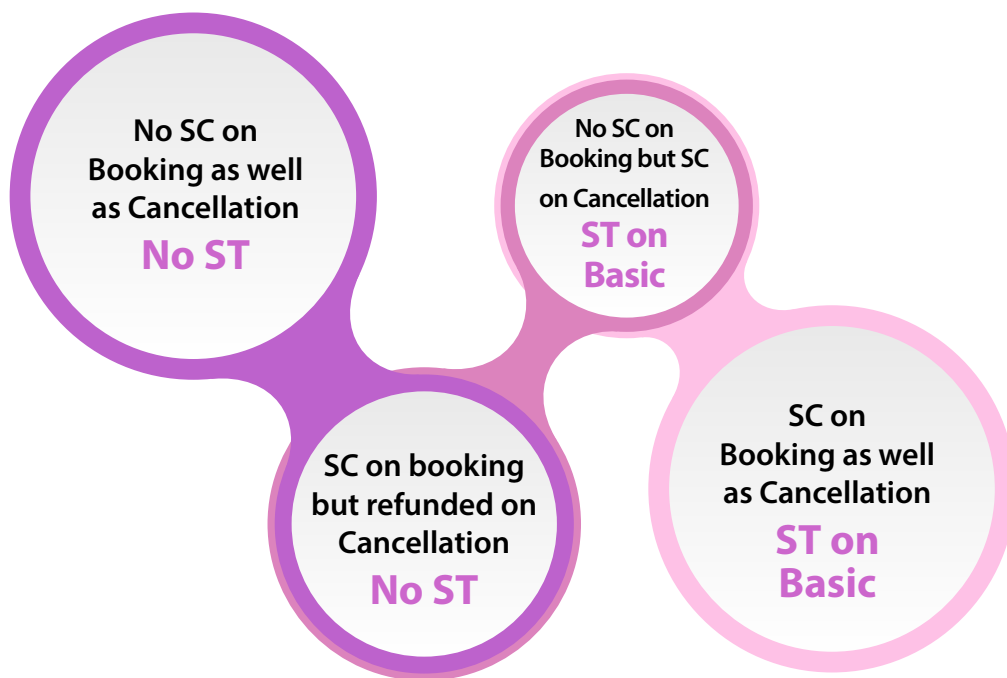 No SC on
Booking as well
as Cancellation
No ST
SC on booking
but refunded on
Cancellation
No ST
No SC on
Booking but SC
on Cancellation
ST on
Basic
SC on
Booking as well
as Cancellation
ST on
Basic